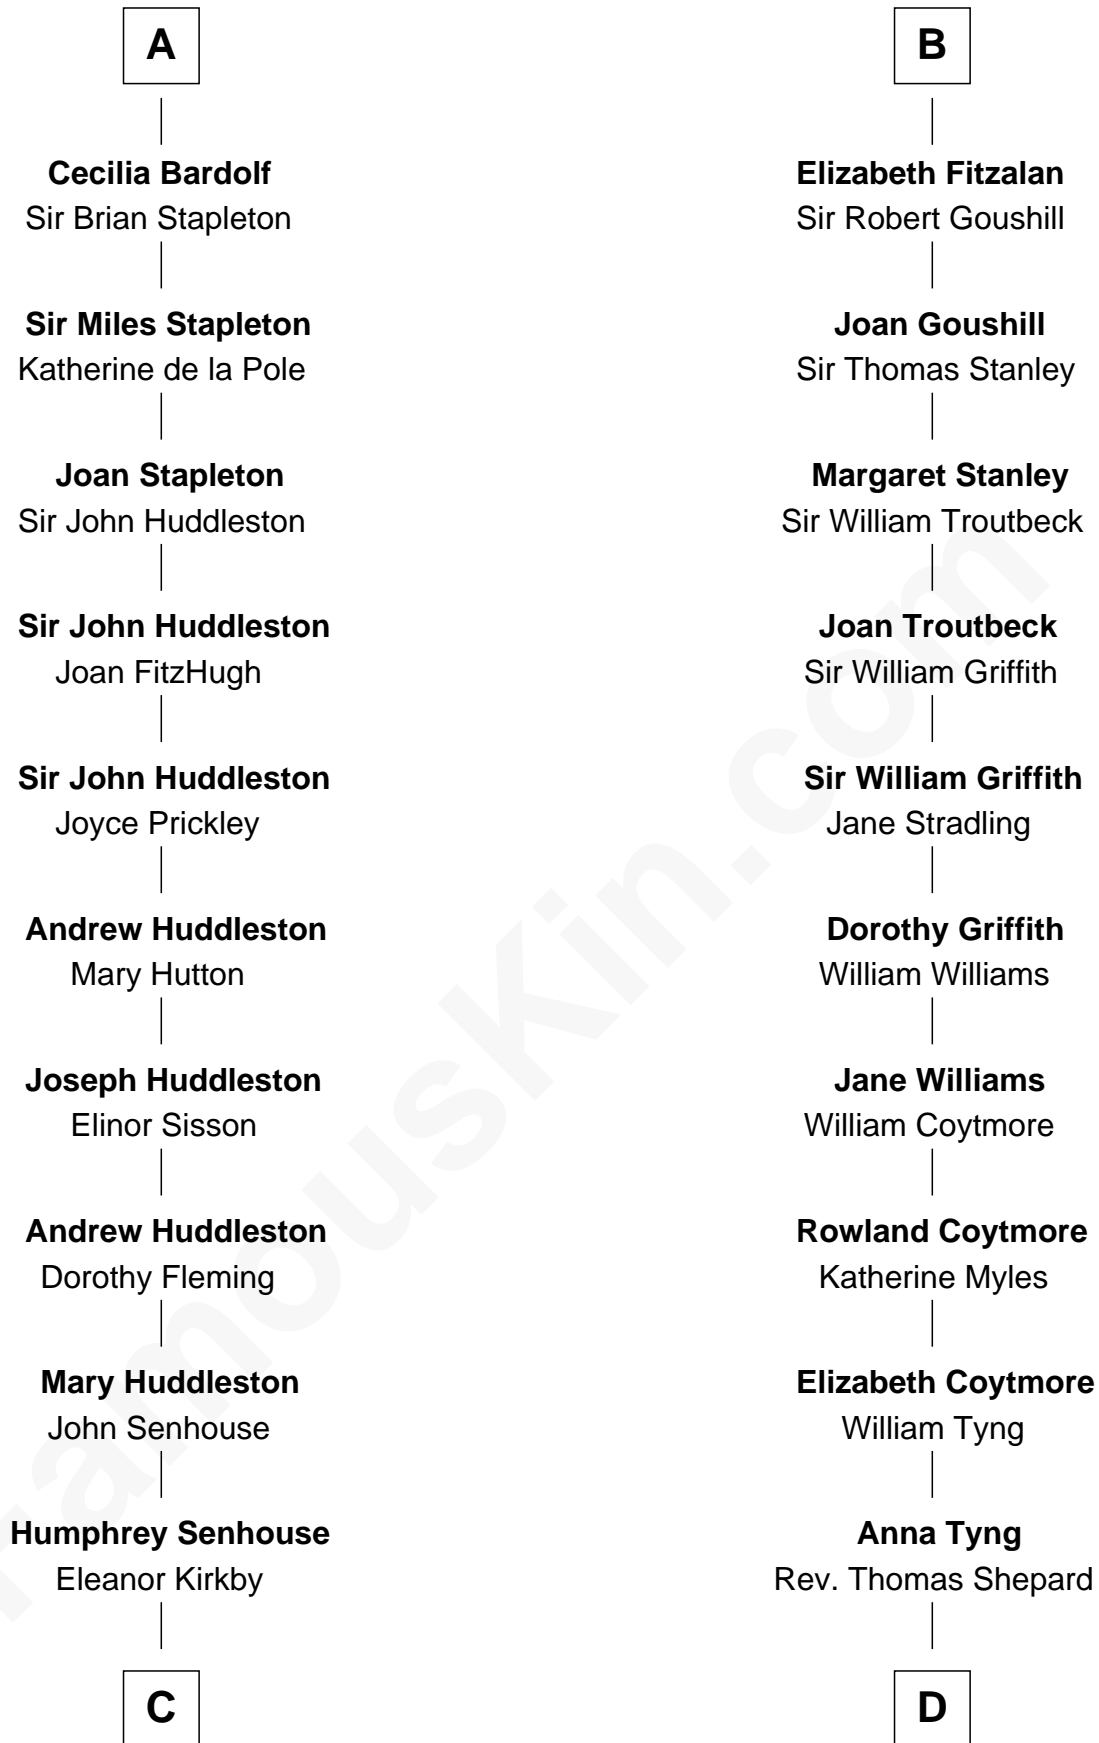 A
Cecilia Bardolf
Sir Brian Stapleton
Sir Miles Stapleton
Katherine de la Pole
Joan Stapleton
Sir John Huddleston
Sir John Huddleston
Joan FitzHugh
Sir John Huddleston
Joyce Prickley
Andrew Huddleston
Mary Hutton
Joseph Huddleston
Elinor Sisson
Andrew Huddleston
Dorothy Fleming
Mary Huddleston
John Senhouse
Humphrey Senhouse
Eleanor Kirkby
C
B
Elizabeth Fitzalan
Sir Robert Goushill
Joan Goushill
Sir Thomas Stanley
Margaret Stanley
Sir William Troutbeck
Joan Troutbeck
Sir William Griffith
Sir William Griffith
Jane Stradling
Dorothy Griffith
William Williams
Jane Williams
William Coytmore
Rowland Coytmore
Katherine Myles
Elizabeth Coytmore
William Tyng
Anna Tyng
Rev. Thomas Shepard
D
FamousKin.com